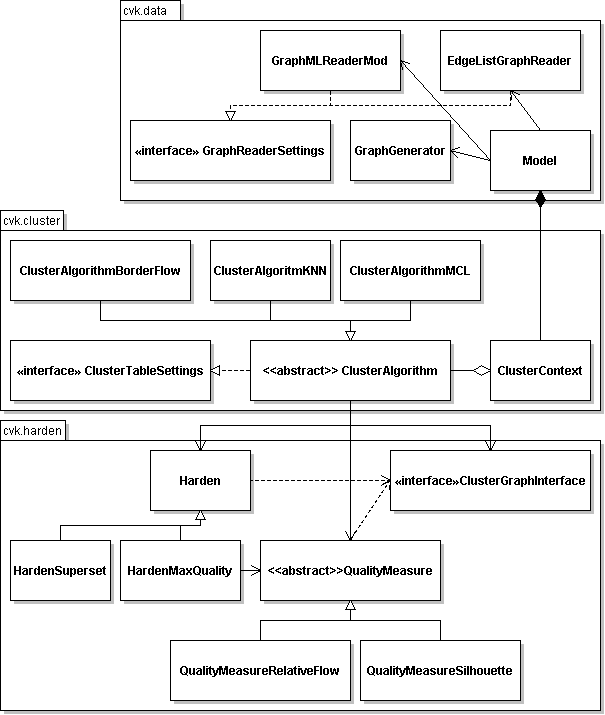 cvk.data
GraphMLReaderMod
EdgeListGraphReader
«interface» GraphReaderSettings
GraphGenerator
Model
cvk.cluster
ClusterAlgorithmBorderFlow
ClusterAlgoritmKNN
ClusterAlgorithmMCL
«interface» ClusterTableSettings
<<abstract>> ClusterAlgorithm
ClusterContext
cvk.harden
Harden
«interface»ClusterGraphInterface
HardenSuperset
HardenMaxQuality
<<abstract>>QualityMeasure
QualityMeasureRelativeFlow
QualityMeasureSilhouette